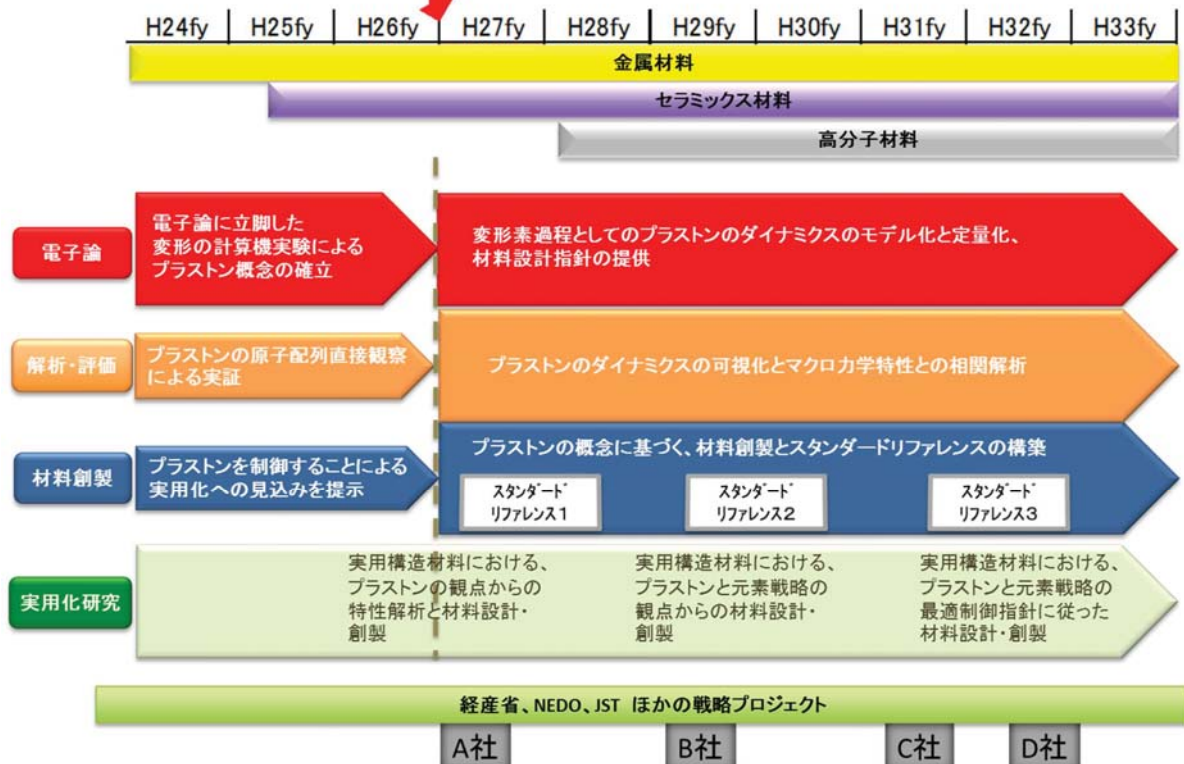 H24fy H25fy H26fy H27fy H28fy H29fy H30fy H31fy H32fy H33fy
金属材料
セラミックス材料
高分子材料
電子論
電子論に立脚した
変形の計算機実験による
プラストン概念の確立
変形素過程としてのプラストンのダイナミクスのモデル化と定量化、
材料設計指針の提供
解析・評価
プラストンの原子配列直接観察
による実証
プラストンのダイナミクスの可視化とマクロ力学特性との相関解析
材料創製
プラストンを制御することによる
実用化への見込みを提示
プラストンの概念に基づく、材料創製とスタンダードリファレンスの構築
スタンダード
リファレンス1
スタンダード
リファレンス2
スタンダード
リファレンス3
実用化研究
実用構造材料における、
プラストンの観点からの
特性解析と材料設計・
創製
実用構造材料における、
プラストンと元素戦略の
観点からの材料設計・
創製
実用構造材料における、
プラストンと元素戦略の
最適制御指針に従った
材料設計・創製
経産省、NEDO、JST ほかの戦略プロジェクト
A社 B社 C社 D社